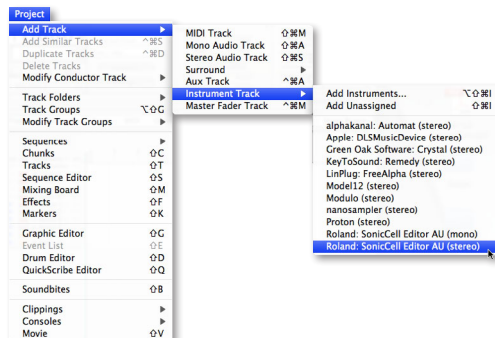 Project
Add Track
Add Similar Tracks ^⌘S
Duplicate Tracks ^⌘D
Delete Tracks
Modify Conductor Track
Track Folders
Track Groups ⌥⇧G
Modify Track Groups
Sequences
Chunks ⇧C
Tracks ⇧T
Sequence Editor ⇧S
Mixing Board ⇧M
Effects ⇧F
Markers ⇧K
Graphic Editor ⇧G
Event List ⇧E
Drum Editor ⇧D
QuickScribe Editor ⇧Q
Soundbites ⇧B
Clippings
Consoles
Movie ⇧V
MIDI Track ⇧⌘M
Mono Audio Track ⇧⌘A
Stereo Audio Track ⇧⌘S
Surround
Aux Track ^⌘A
Instrument Track
Master Fader Track ^⌘M
Add Instruments... ⌥⇧⌘I
Add Unassigned ⇧⌘I
alphakanal: Automat (stereo)
Apple: DLSMusicDevice (stereo)
Green Oak Software: Crystal (stereo)
KeyToSound: Remedy (stereo)
LinPlug: FreeAlpha (stereo)
Model12 (stereo)
Modulo (stereo)
nanosampler (stereo)
Proton (stereo)
Roland: SonicCell Editor AU (mono)
Roland: SonicCell Editor AU (stereo)